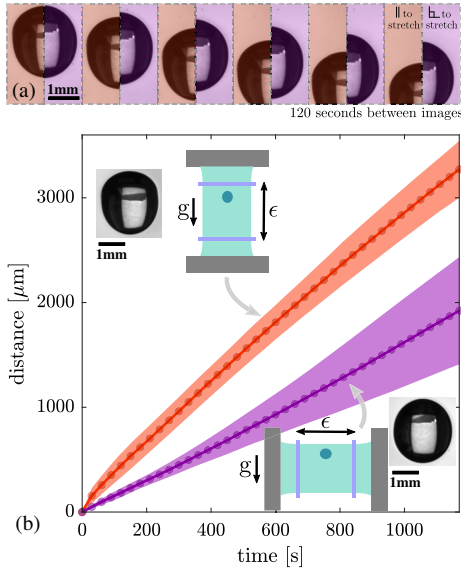 ∥ to stretch
⊥ to stretch
(a)
1mm
120 seconds between images
3000
2000
1000
0
distance [μm]
1mm
g
ϵ
g
ϵ
1mm
(b)
0
200
400
600
800
1000
time [s]